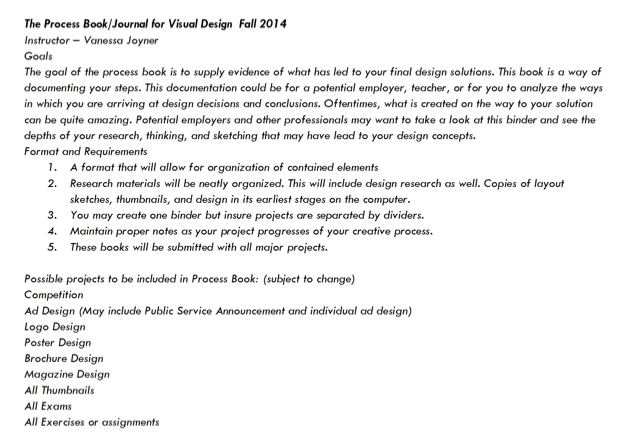 The Process Book/Journal for Visual Design  Fall 2014
Instructor – Vanessa Joyner
Goals
The goal of the process book is to supply evidence of what has led to your final design solutions. This book is a way of
documenting your steps. This documentation could be for a potential employer, teacher, or for you to analyze the ways
in which you are arriving at design decisions and conclusions. Oftentimes, what is created on the way to your solution
can be quite amazing. Potential employers and other professionals may want to take a look at this binder and see the
depths of your research, thinking, and sketching that may have lead to your design concepts.
Format and Requirements
1. A format that will allow for organization of contained elements
2. Research materials will be neatly organized. This will include design research as well. Copies of layout
sketches, thumbnails, and design in its earliest stages on the computer.
3. You may create one binder but insure projects are separated by dividers.
4. Maintain proper notes as your project progresses of your creative process.
5. These books will be submitted with all major projects.
Possible projects to be included in Process Book: (subject to change)
Competition
Ad Design (May include Public Service Announcement and individual ad design)
Logo Design
Poster Design
Brochure Design
Magazine Design
All Thumbnails
All Exams
All Exercises or assignments